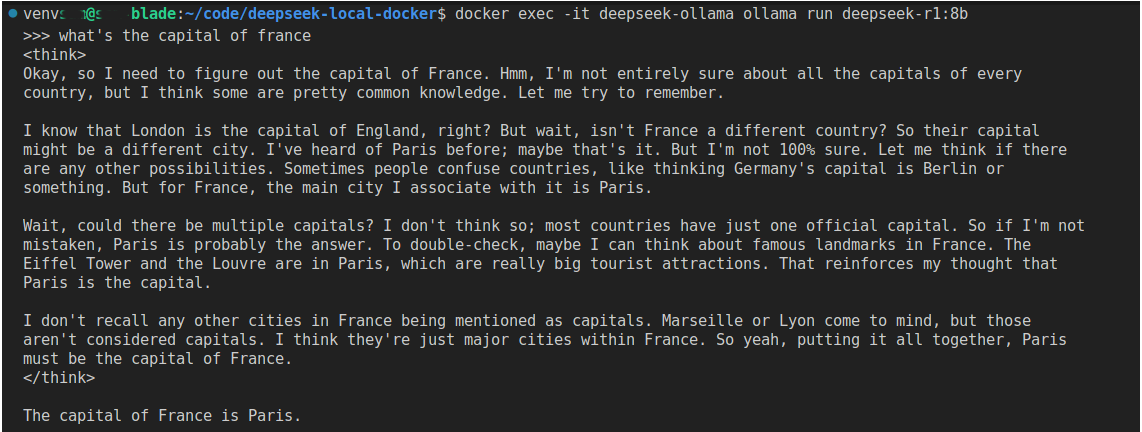 venv blade:~/code/deepseek-local-docker$ docker exec -it deepseek-ollama ollama run deepseek-r1:8b
>>> what's the capital of france
<think>
Okay, so I need to figure out the capital of France. Hmm, I'm not entirely sure about all the capitals of every
country, but I think some are pretty common knowledge. Let me try to remember.

I know that London is the capital of England, right? But wait, isn't France a different country? So their capital
might be a different city. I've heard of Paris before; maybe that's it. But I'm not 100% sure. Let me think if there
are any other possibilities. Sometimes people confuse countries, like thinking Germany's capital is Berlin or
something. But for France, the main city I associate with it is Paris.

Wait, could there be multiple capitals? I don't think so; most countries have just one official capital. So if I'm not
mistaken, Paris is probably the answer. To double-check, maybe I can think about famous landmarks in France. The
Eiffel Tower and the Louvre are in Paris, which are really big tourist attractions. That reinforces my thought that
Paris is the capital.

I don't recall any other cities in France being mentioned as capitals. Marseille or Lyon come to mind, but those
aren't considered capitals. I think they're just major cities within France. So yeah, putting it all together, Paris
must be the capital of France.
</think>

The capital of France is Paris.